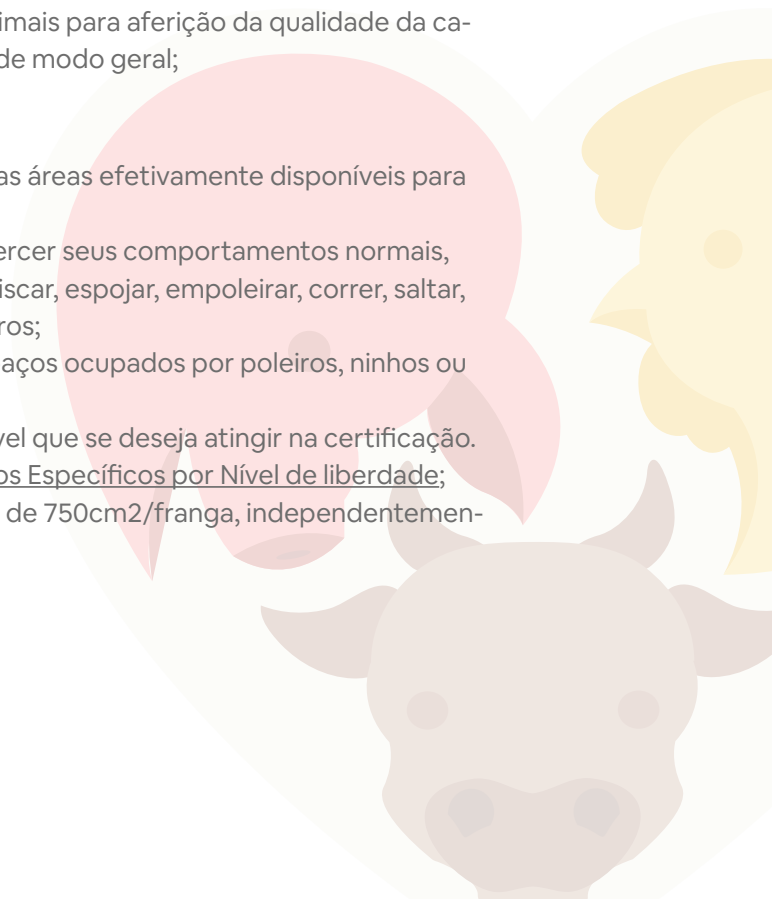 imais para aferição da qualidade da ca-
de modo geral;
as áreas efetivamente disponíveis para
ercer seus comportamentos normais,
iscar, espojar, empoleirar, correr, saltar,
ros;
aços ocupados por poleiros, ninhos ou
vel que se deseja atingir na certificação.
os Específicos por Nível de liberdade;
de 750cm2/franga, independentemen-